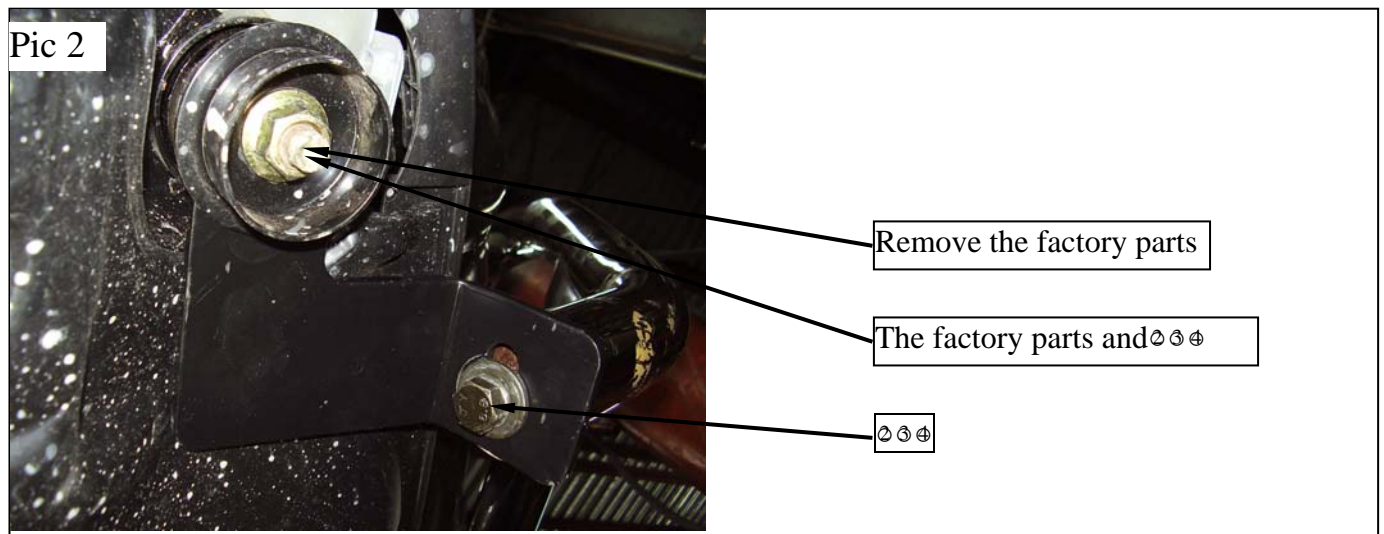 Pic 2
Remove the factory parts
The factory parts and②③④
②③④